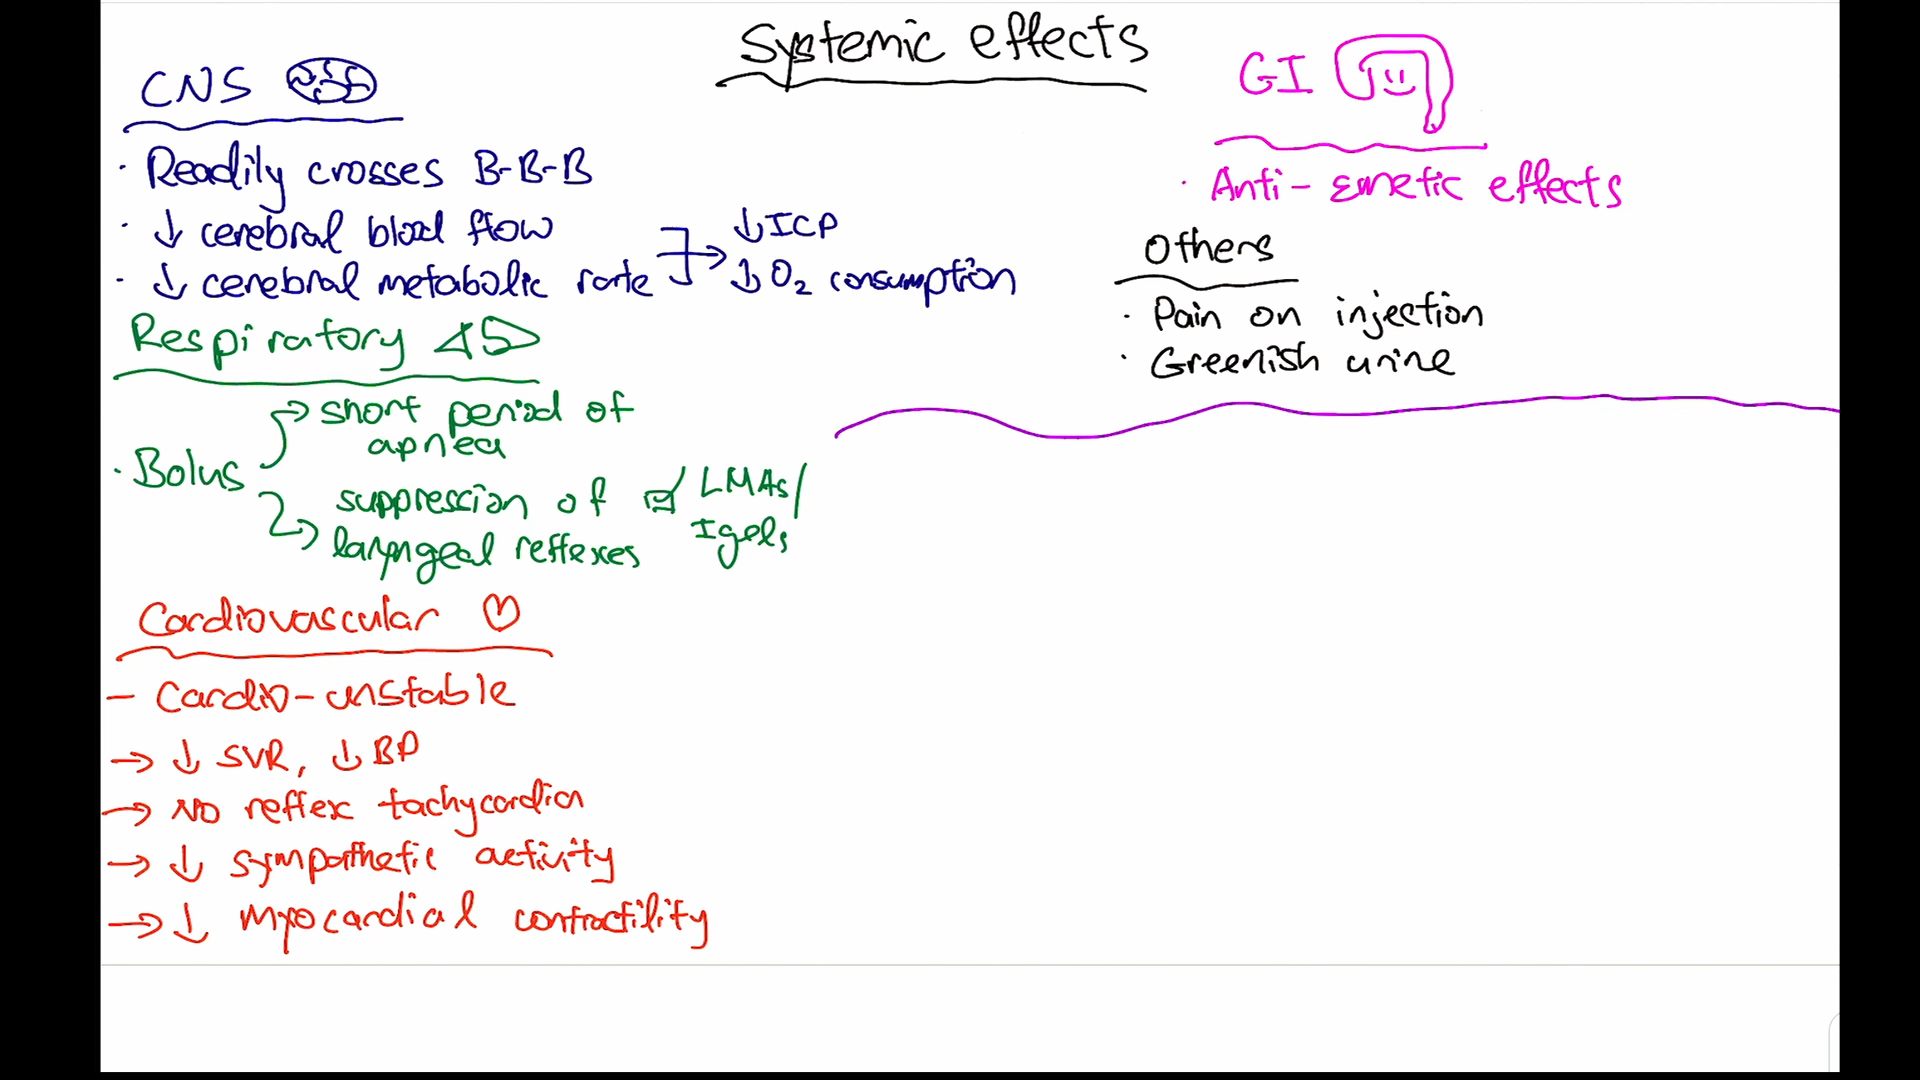 Systemic effects
CNS
· Readily crosses B-B-B
· ↓ cerebral blood flow
· ↓ cerebral metabolic rate
→ ↓ ICP
↓ O₂ consumption
Respiratory
· Bolus
→ short period of
apnea
→ suppression of
laryngeal reflexes
☑ LMAs/
Igels
Cardiovascular ♡
- Cardio-unstable
→ ↓ SVR, ↓ BP
→ No reflex tachycardia
→ ↓ sympathetic activity
→ ↓ myocardial contractility
GI
· Anti-emetic effects
Others
· Pain on injection
· Greenish urine